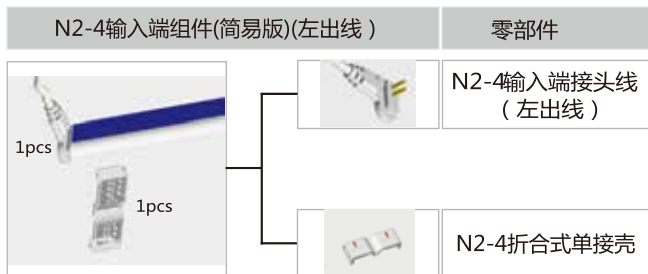 N2-4输入端组件(简易版)(左出线）
零部件
1pcs
1pcs
N2-4输入端接头线
（左出线）
N2-4折合式单接壳